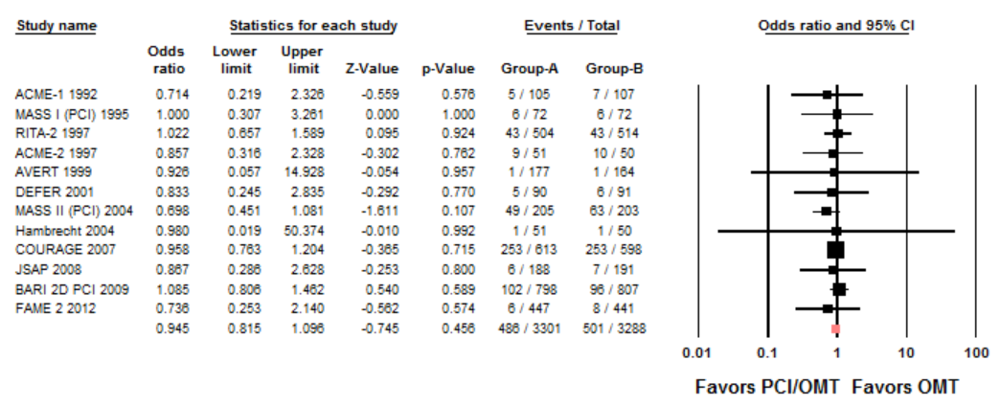 Study name Statistics for each study Events / Total Odds ratio and 95% CI
Odds ratio Lower limit Upper limit Z-Value p-Value Group-A Group-B
ACME-1 1992 0.714 0.219 2.326 -0.559 0.576 5 / 105 7 / 107
MASS I (PCI) 1995 1.000 0.307 3.261 0.000 1.000 6 / 72 6 / 72
RITA-2 1997 1.022 0.657 1.589 0.095 0.924 43 / 504 43 / 514
ACME-2 1997 0.857 0.316 2.328 -0.302 0.762 9 / 51 10 / 50
AVERT 1999 0.926 0.057 14.928 -0.054 0.957 1 / 177 1 / 164
DEFER 2001 0.833 0.245 2.835 -0.292 0.770 5 / 90 6 / 91
MASS II (PCI) 2004 0.698 0.451 1.081 -1.611 0.107 49 / 205 63 / 203
Hambrecht 2004 0.980 0.019 50.374 -0.010 0.992 1 / 51 1 / 50
COURAGE 2007 0.958 0.763 1.204 -0.365 0.715 253 / 613 253 / 598
JSAP 2008 0.867 0.286 2.628 -0.253 0.800 6 / 188 7 / 191
BARI 2D PCI 2009 1.085 0.806 1.462 0.540 0.589 102 / 798 96 / 807
FAME 2 2012 0.736 0.253 2.140 -0.562 0.574 6 / 447 8 / 441
0.945 0.815 1.096 -0.745 0.456 486 / 3301 501 / 3288
0.01 0.1 1 10 100
Favors PCI/OMT Favors OMT